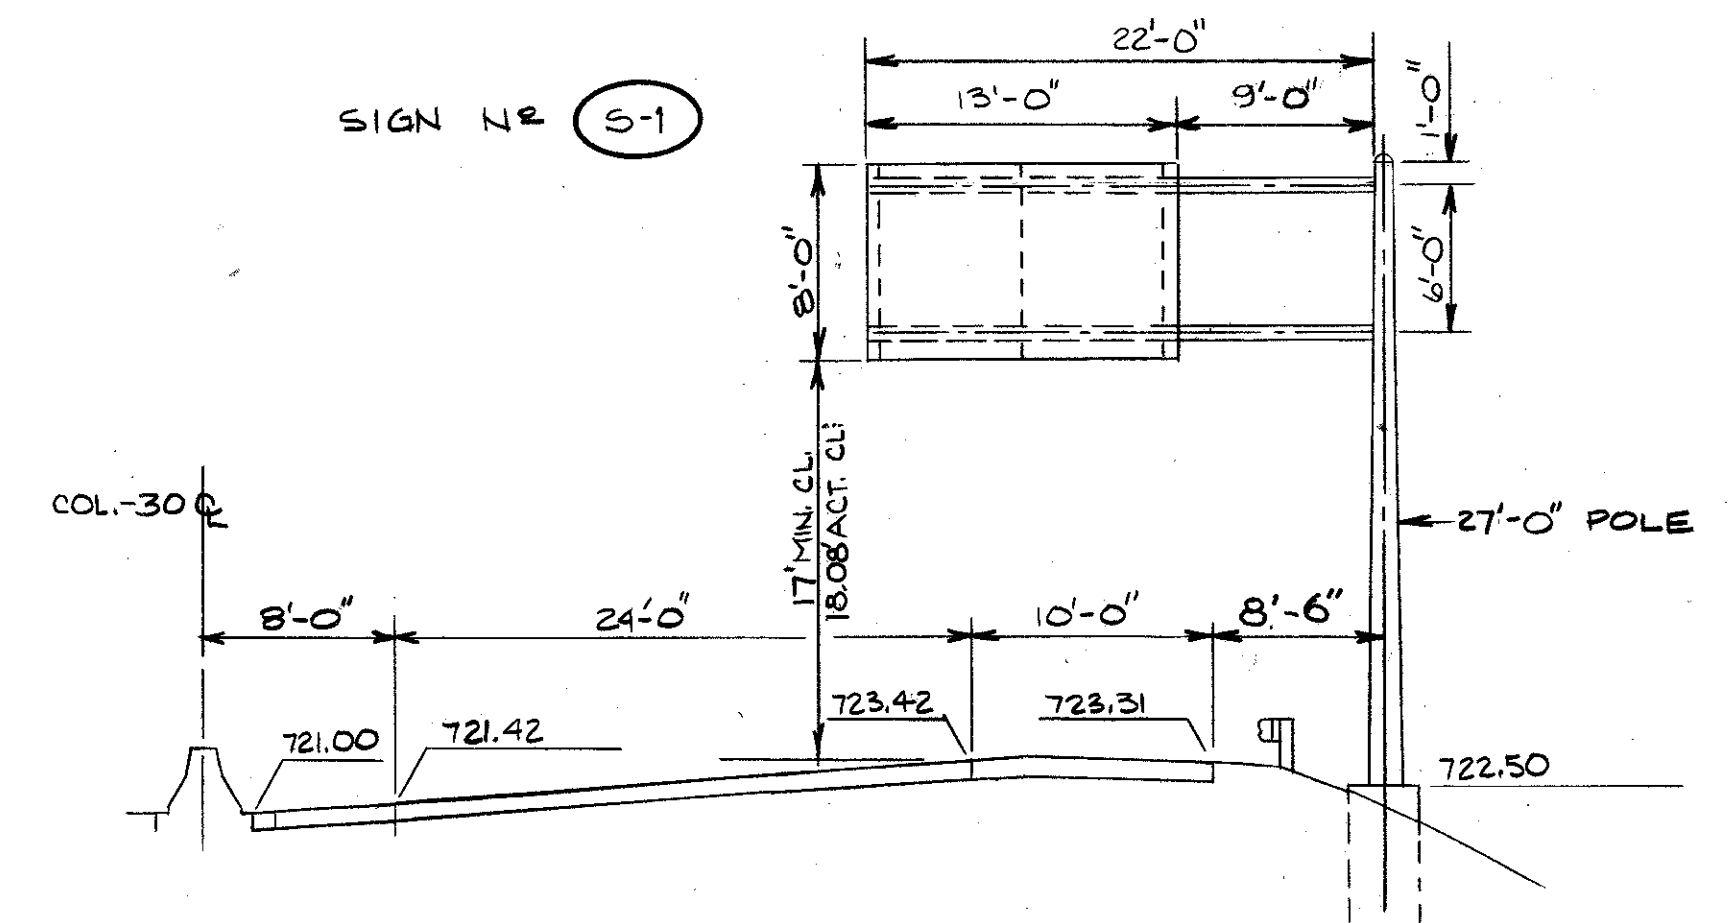 22'-0"
SIGN Nº S-1
13'-0" 9'-0"
1'-0"
8'-0"
6'-0"
17' MIN. CL.
18.08' ACT. CL.
COL.-30 ℄
27'-0" POLE
8'-0" 24'-0" 10'-0" 8'-6"
721.00 721.42 723.42 723.31
722.50